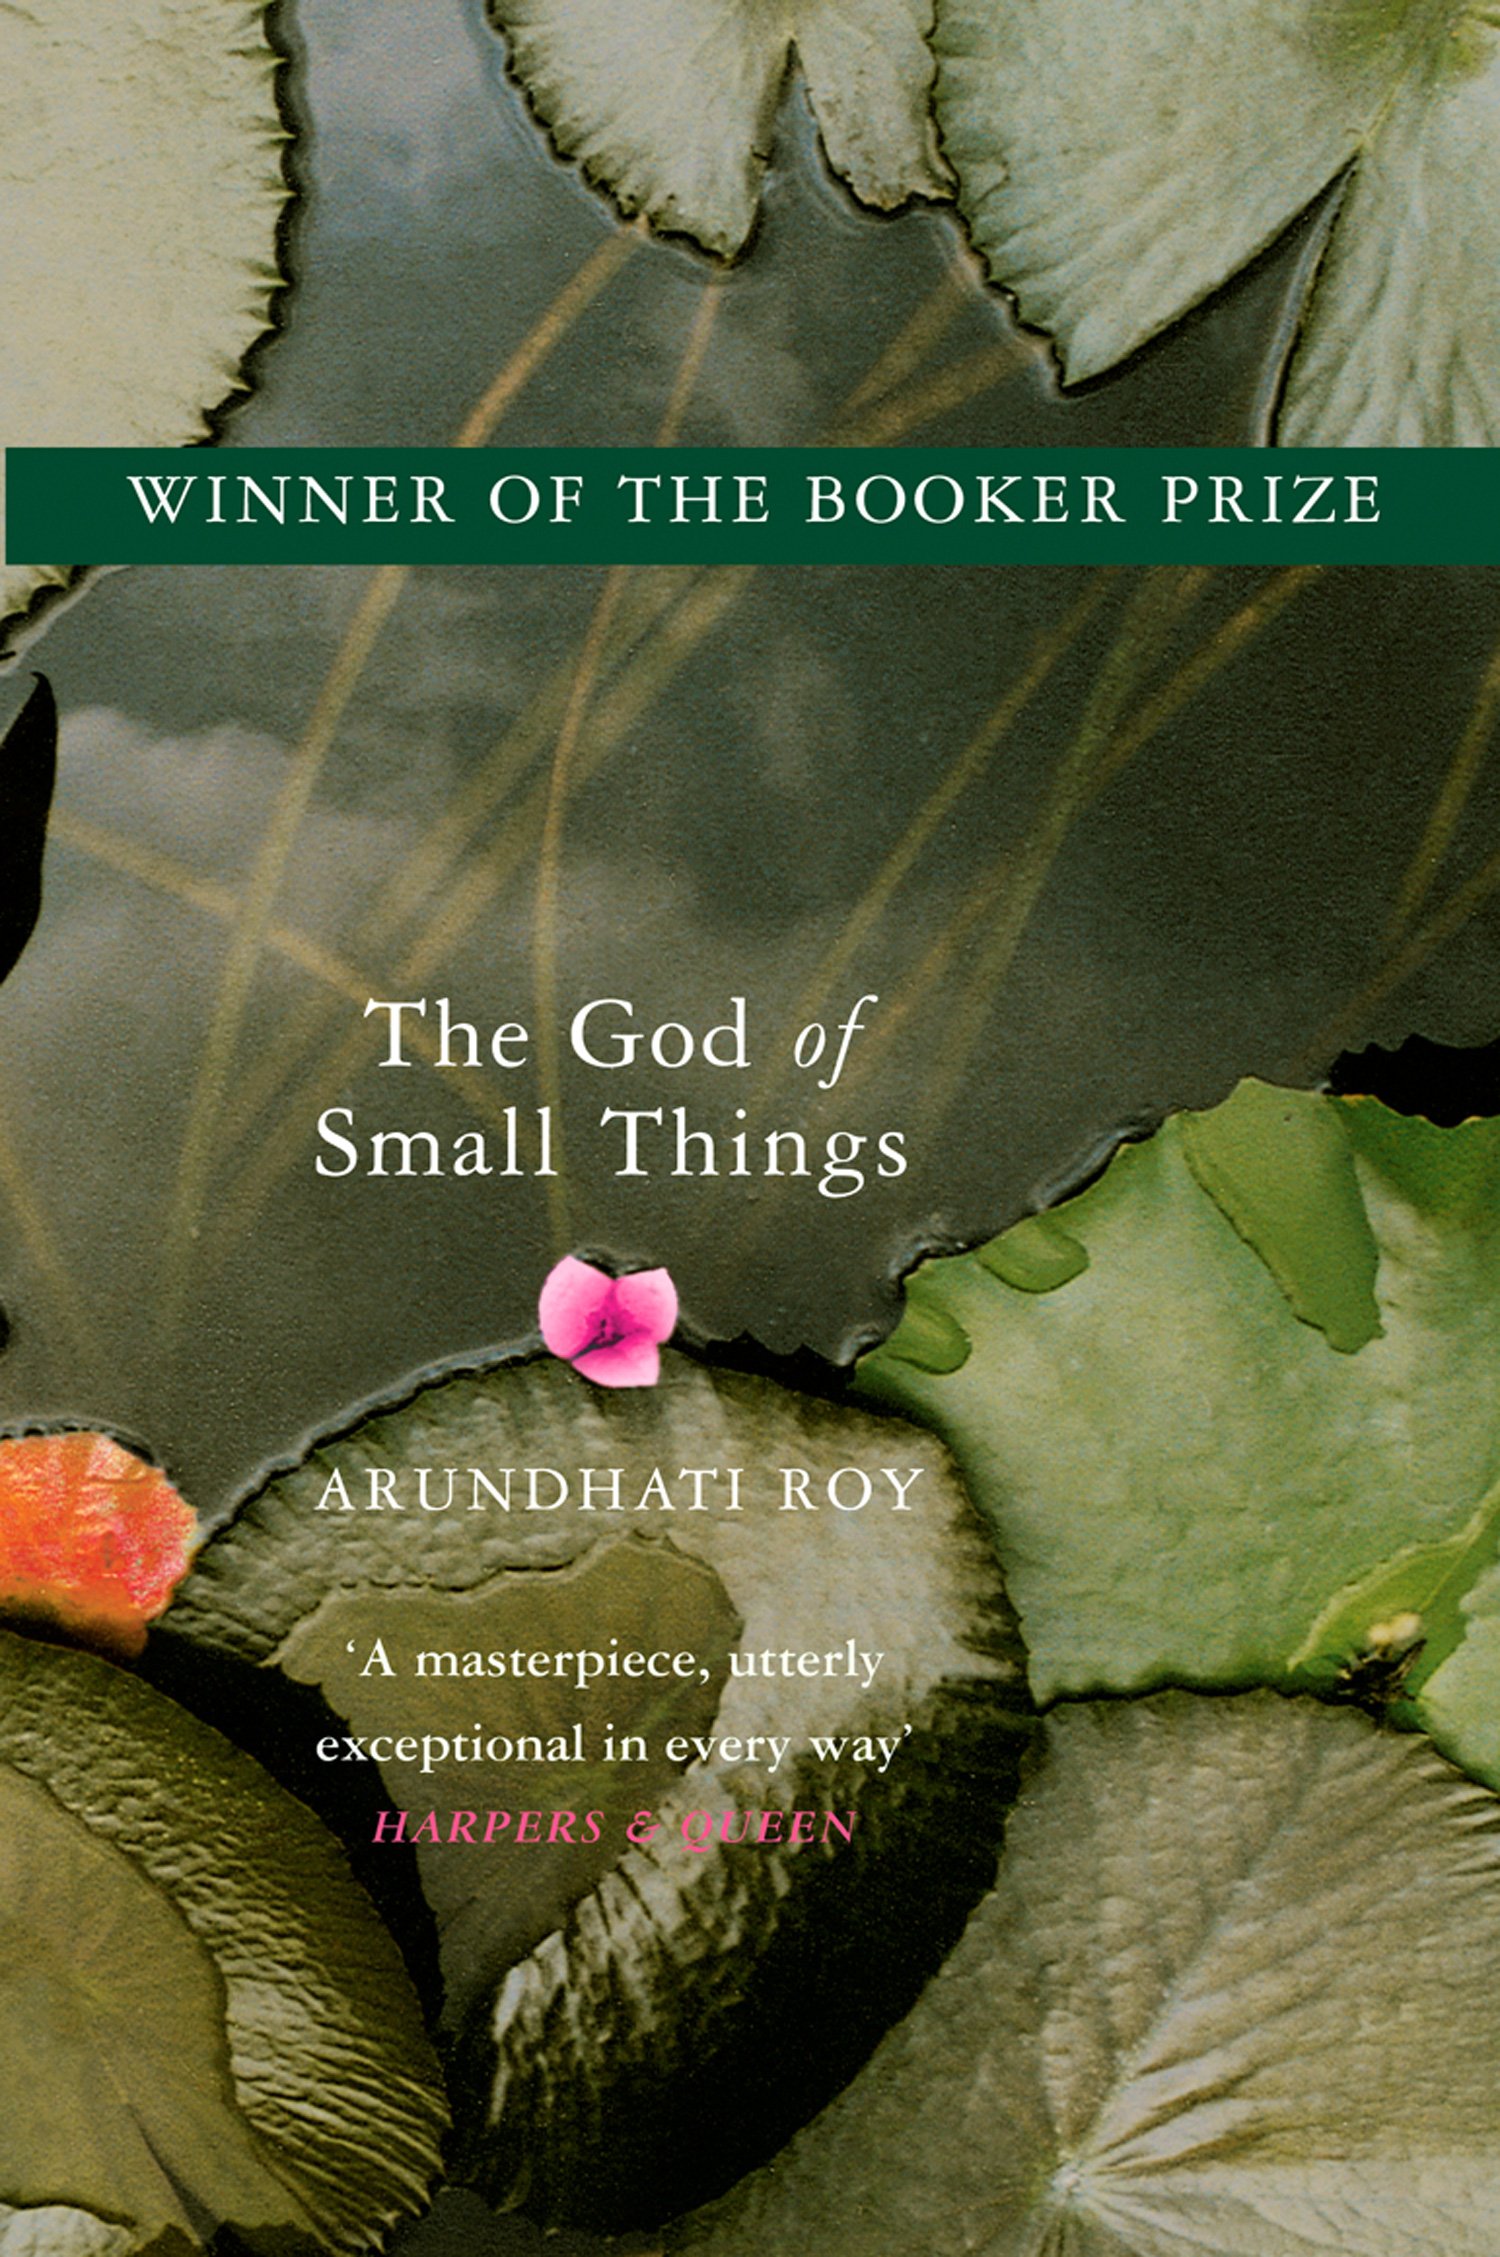 WINNER OF THE BOOKER PRIZE
The God of
Small Things
ARUNDHATI ROY
‘A masterpiece, utterly
exceptional in every way’
HARPERS & QUEEN